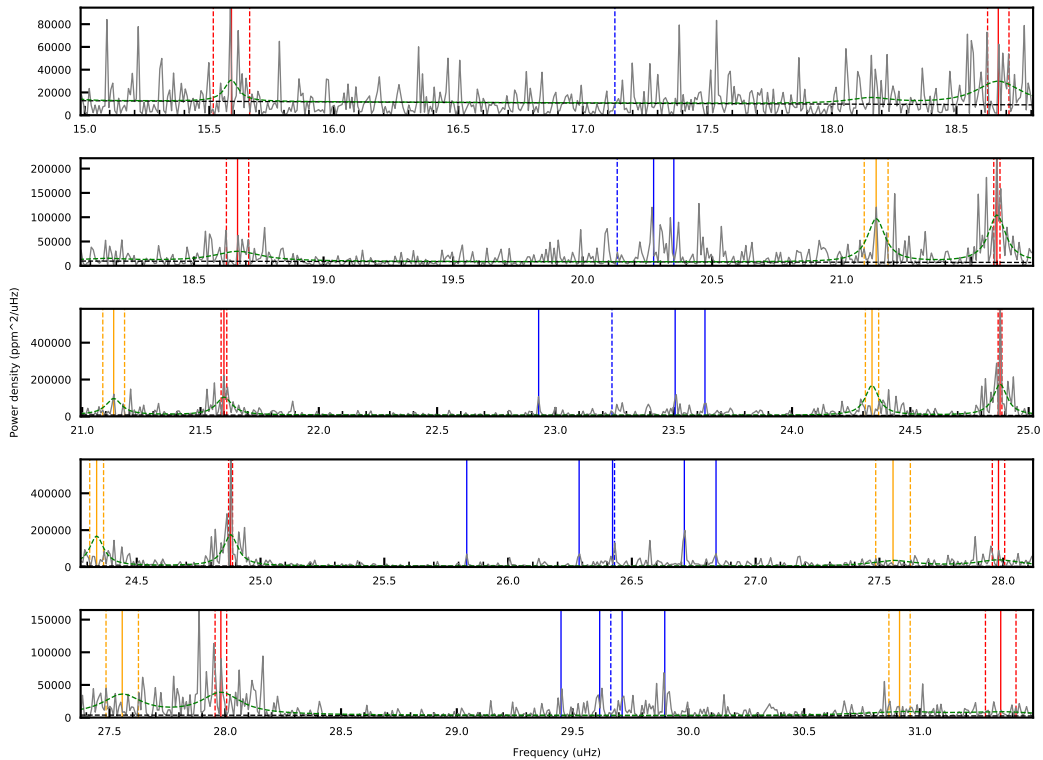 80000
60000
40000
20000
0
15.0 15.5 16.0 16.5 17.0 17.5 18.0 18.5
200000
150000
100000
50000
0
18.5 19.0 19.5 20.0 20.5 21.0 21.5
Power density (ppm^2/uHz)
400000
200000
0
21.0 21.5 22.0 22.5 23.0 23.5 24.0 24.5 25.0
400000
200000
0
24.5 25.0 25.5 26.0 26.5 27.0 27.5 28.0
150000
100000
50000
0
27.5 28.0 28.5 29.0 29.5 30.0 30.5 31.0
Frequency (uHz)